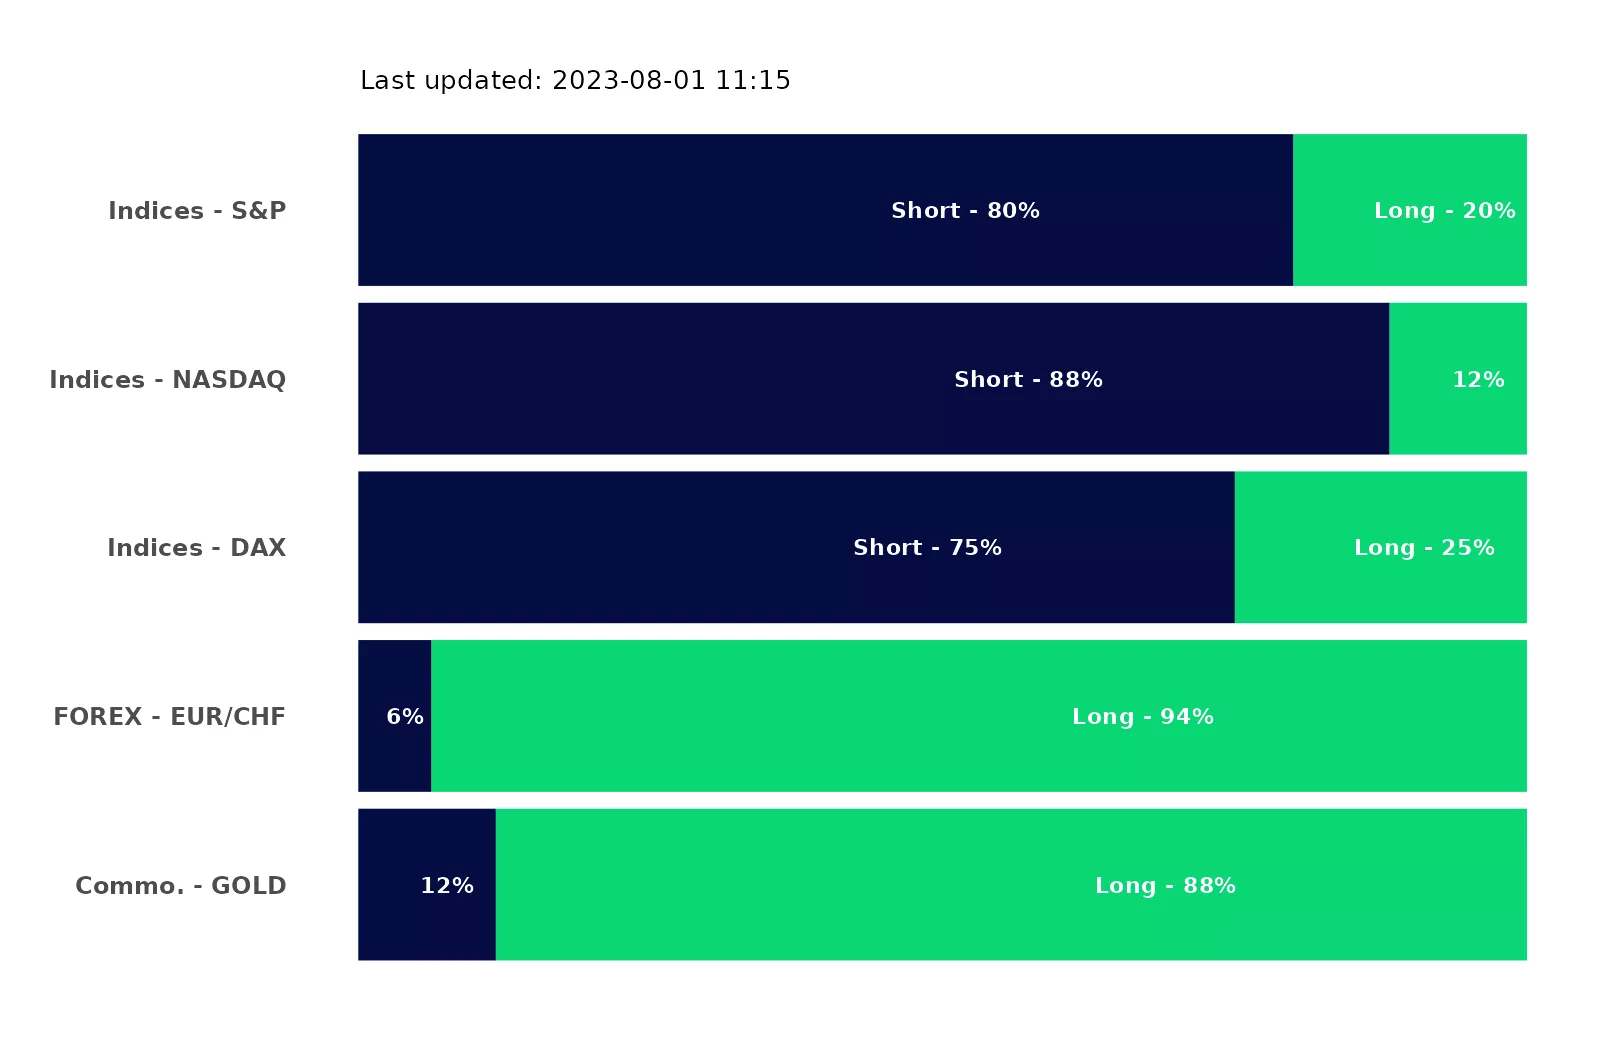 Last updated: 2023-08-01 11:15
Indices - S&P Short - 80% Long - 20%
Indices - NASDAQ Short - 88% 12%
Indices - DAX Short - 75% Long - 25%
FOREX - EUR/CHF 6% Long - 94%
Commo. - GOLD 12% Long - 88%